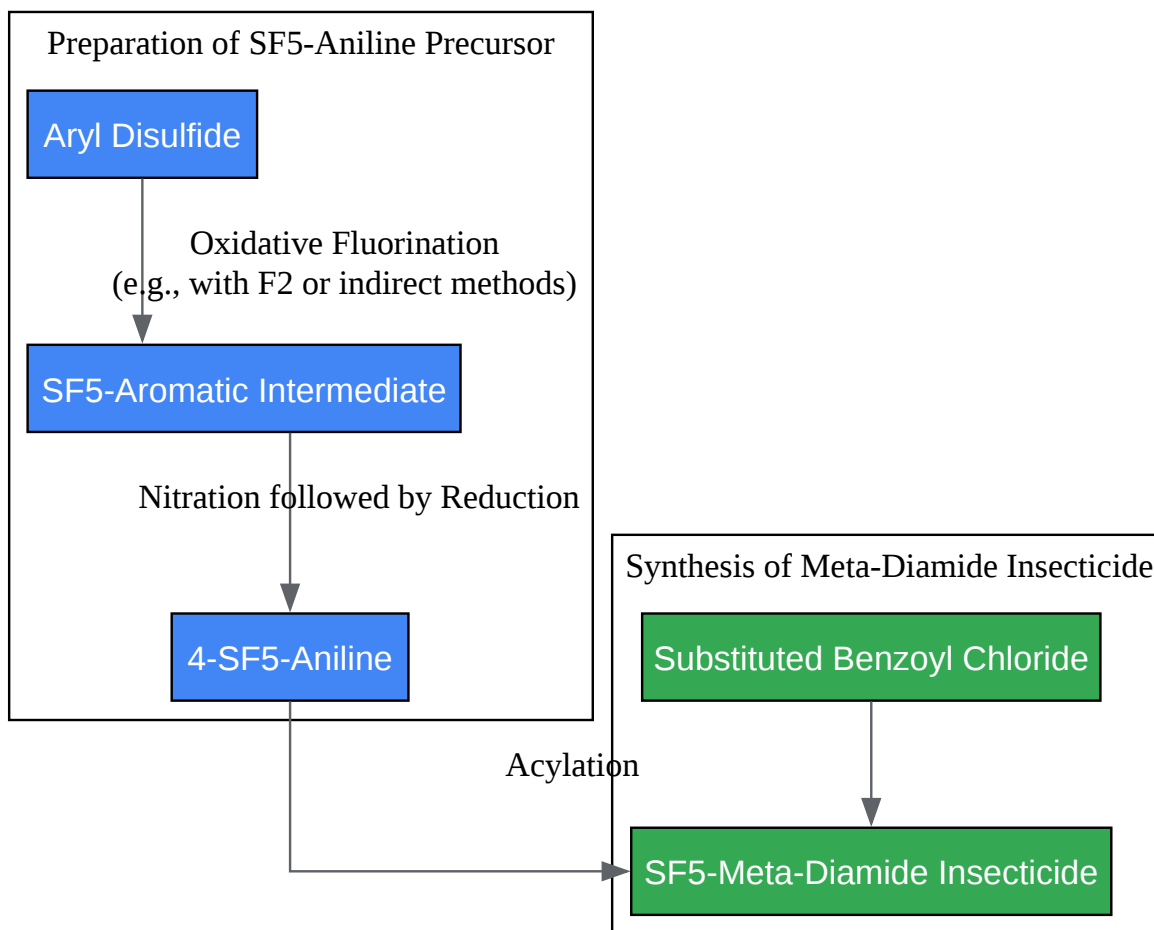 Preparation of SF5-Aniline Precursor
Aryl Disulfide
Oxidative Fluorination
(e.g., with F2 or indirect methods)
SF5-Aromatic Intermediate
Nitration followed by Reduction
4-SF5-Aniline
Synthesis of Meta-Diamide Insecticide
Substituted Benzoyl Chloride
Acylation
SF5-Meta-Diamide Insecticide